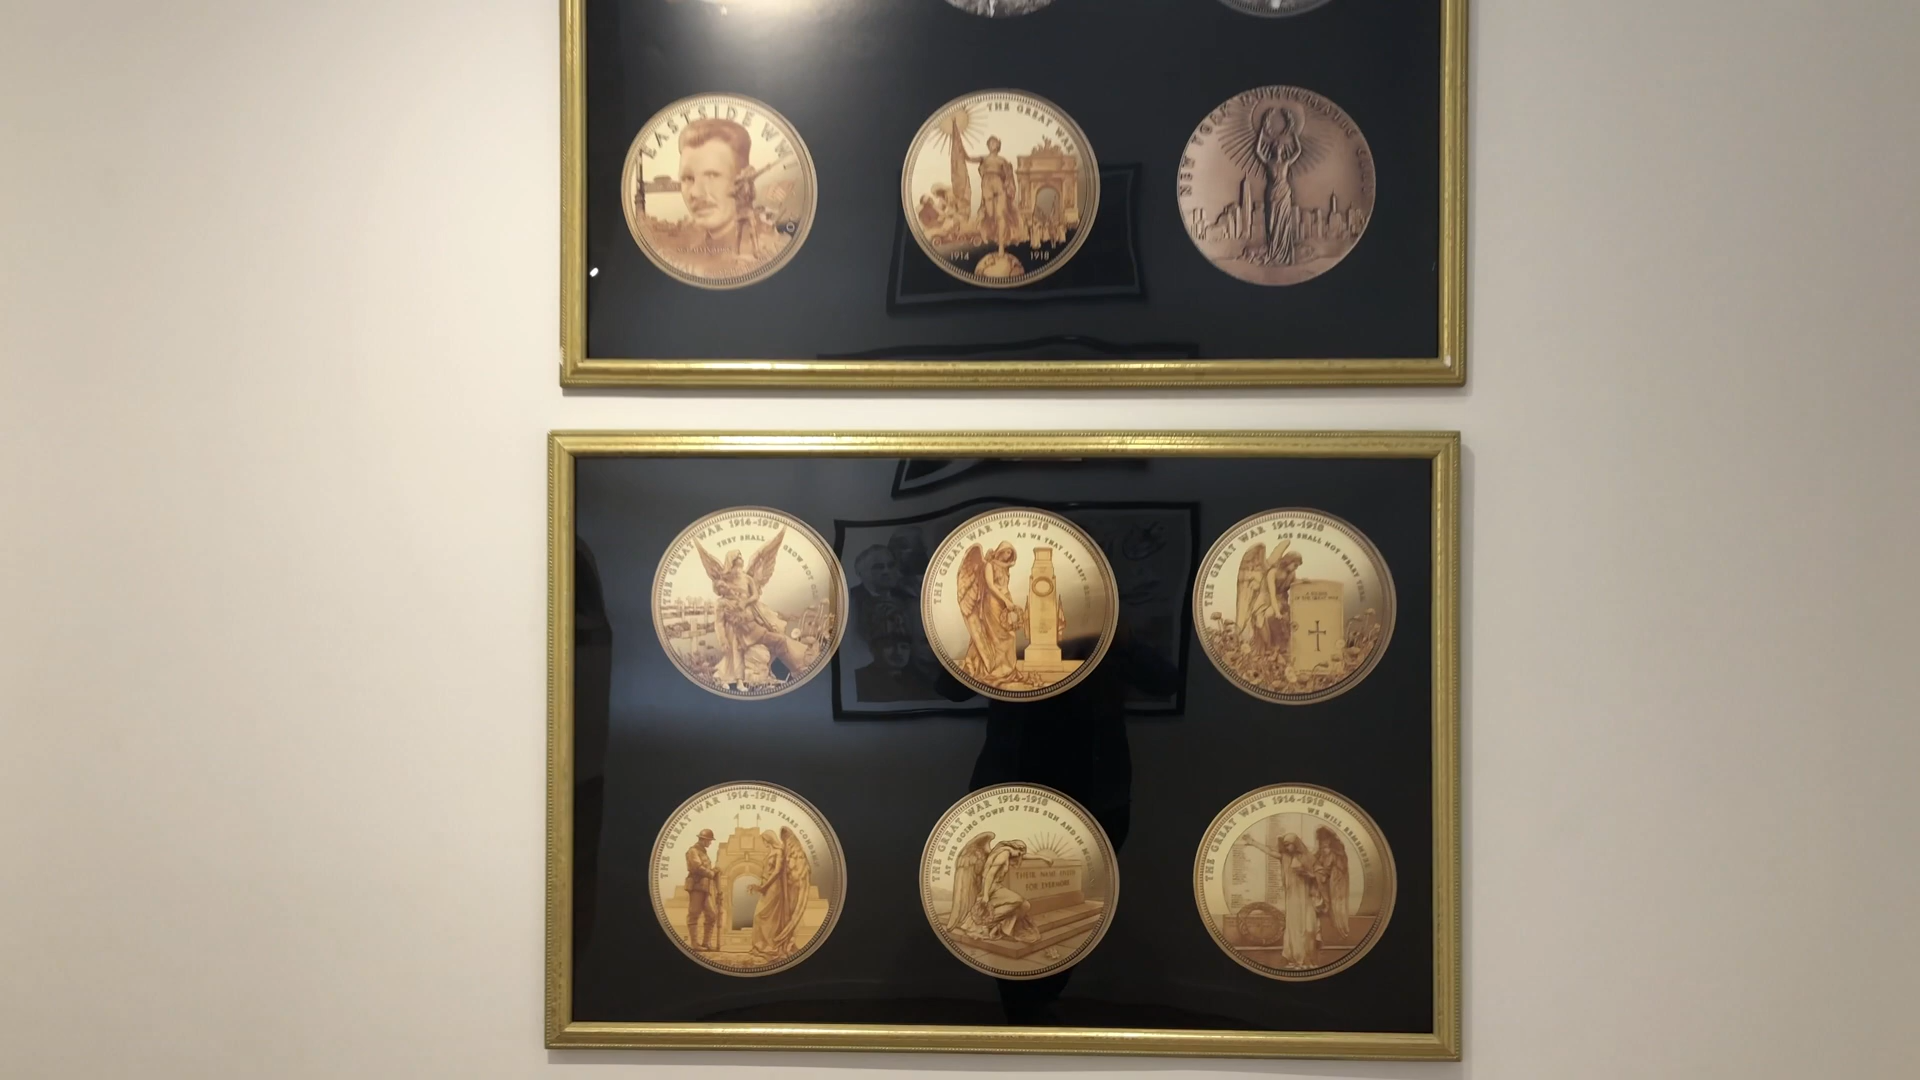 EASTSIDE WWI
THE GREAT WAR
1914 1918
NEW YORK NUMISMATIC CLUB
THE GREAT WAR 1914-1918
THEY SHALL GROW NOT OLD
THE GREAT WAR 1914-1918
AS WE THAT ARE LEFT
THE GREAT WAR 1914-1918
AGE SHALL NOT WEARY THEM
THE GREAT WAR 1914-1918
NOR THE YEARS CONDEMN
THE GREAT WAR 1914-1918
AT THE GOING DOWN OF THE SUN AND IN
THEIR NAME LIVETH
FOR EVERMORE
THE GREAT WAR 1914-1918
WE WILL REMEMBER